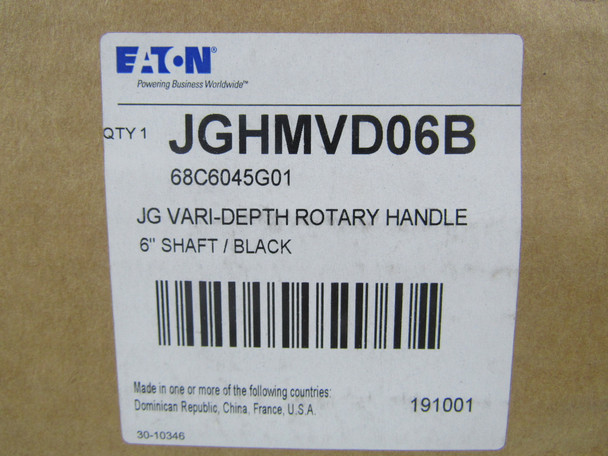 EATON®
Powering Business Worldwide™
QTY 1 JGHMVD06B
68C6045G01
JG VARI-DEPTH ROTARY HANDLE
6" SHAFT / BLACK
Made in one or more of the following countries:
Dominican Republic, China, France, U.S.A. 191001
30-10346